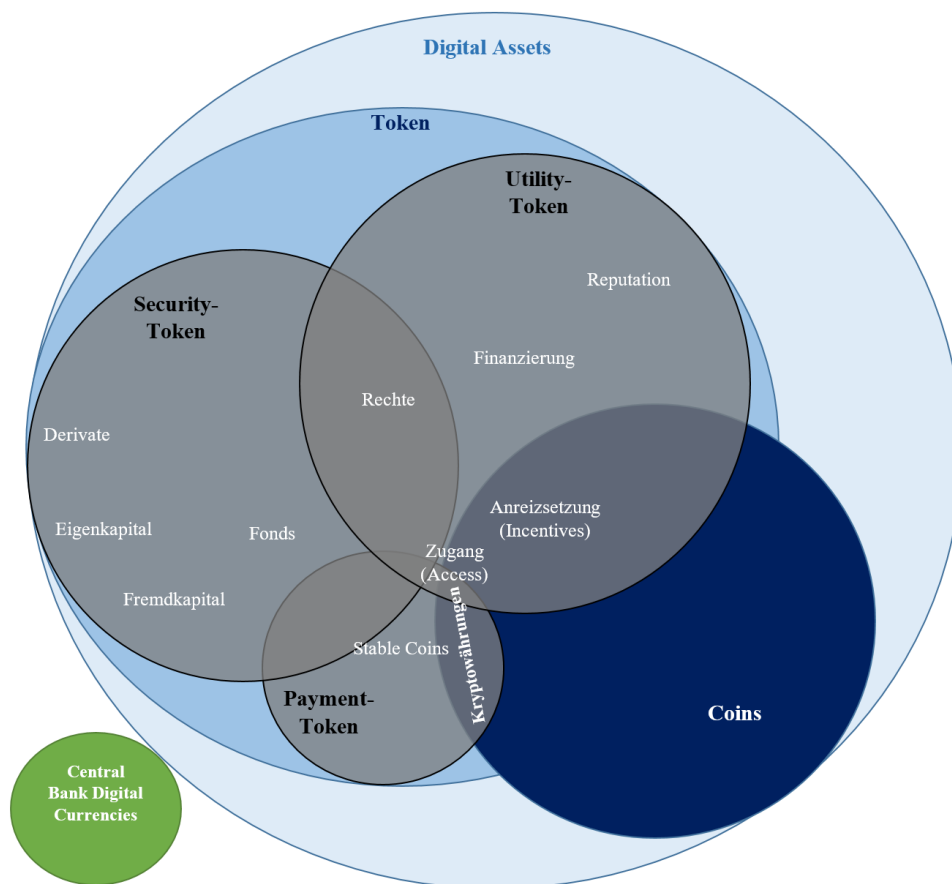 Digital Assets
Token
Utility-
Token
Reputation
Security-
Token
Finanzierung
Rechte
Derivate
Anreizsetzung
(Incentives)
Eigenkapital
Fonds
Zugang
(Access)
Fremdkapital
Kryptowährungen
Stable Coins
Payment-
Token
Coins
Central
Bank Digital
Currencies